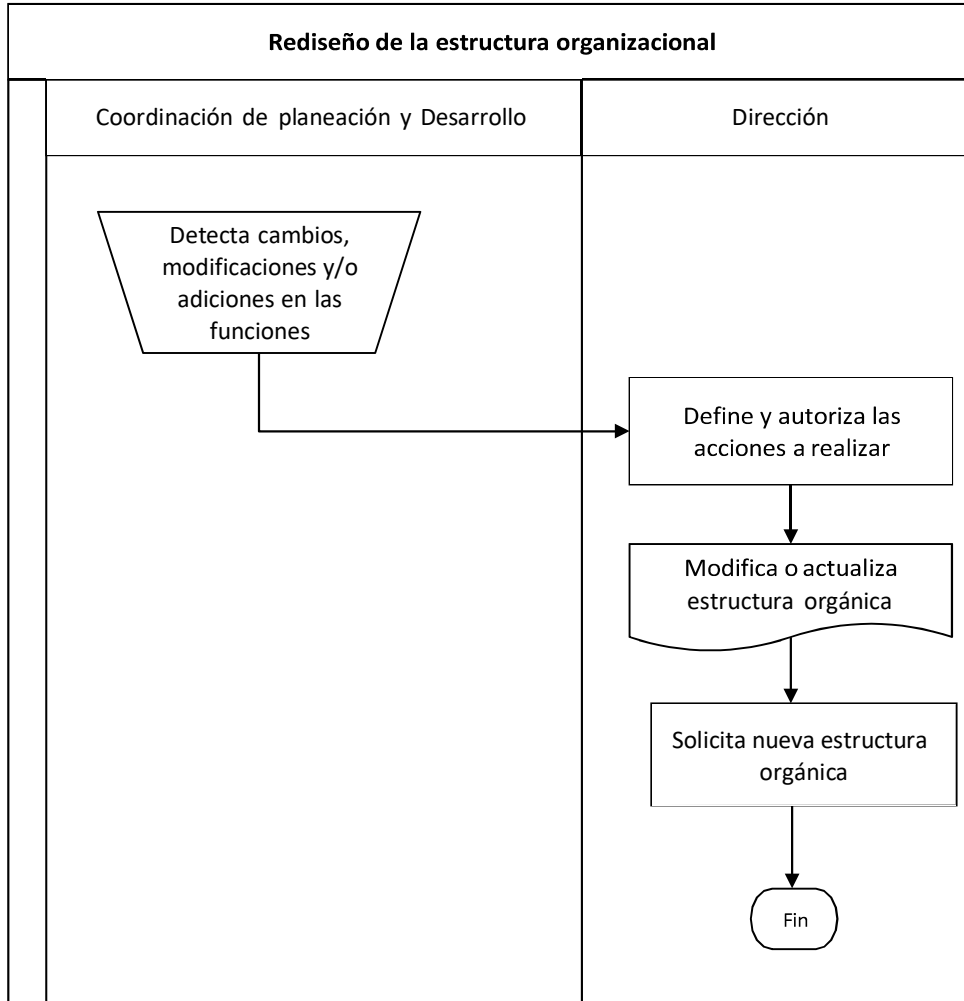 Rediseño de la estructura organizacional
Coordinación de planeación y Desarrollo
Dirección
Detecta cambios,
modificaciones y/o
adiciones en las
funciones
Define y autoriza las
acciones a realizar
Modifica o actualiza
estructura orgánica
Solicita nueva estructura
orgánica
Fin